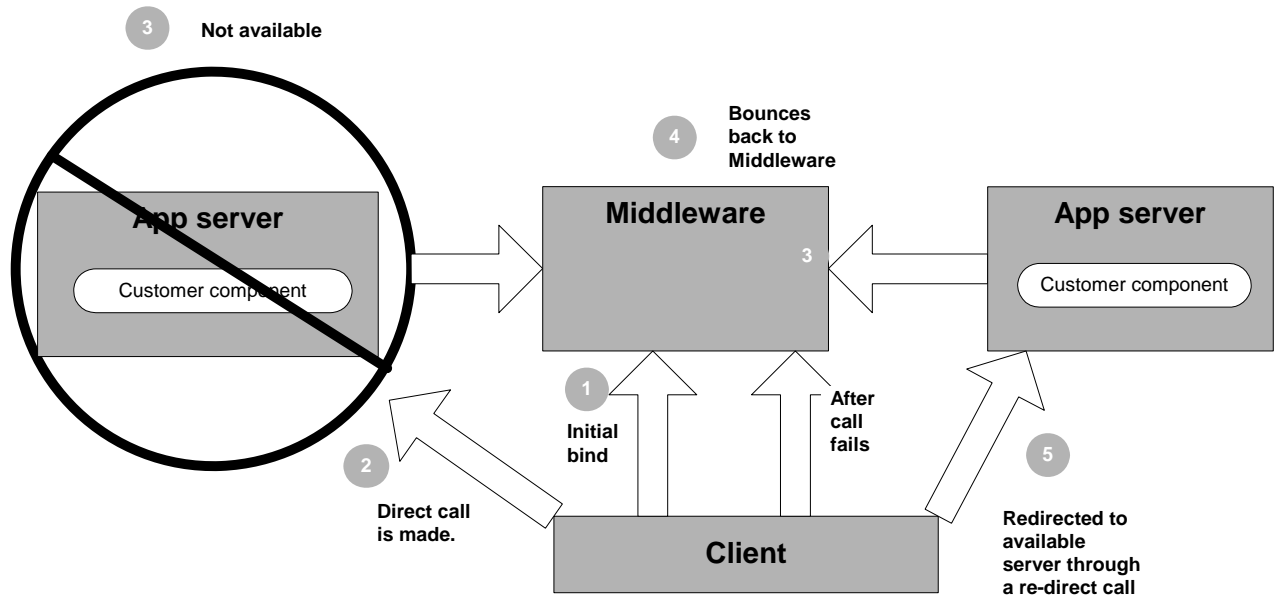 3
Not available
4
Bounces
back to
Middleware
App server
Customer component
Middleware
3
App server
Customer component
1
Initial
bind
After
call
fails
2
Direct call
is made.
5
Redirected to
available
server through
a re-direct call
Client